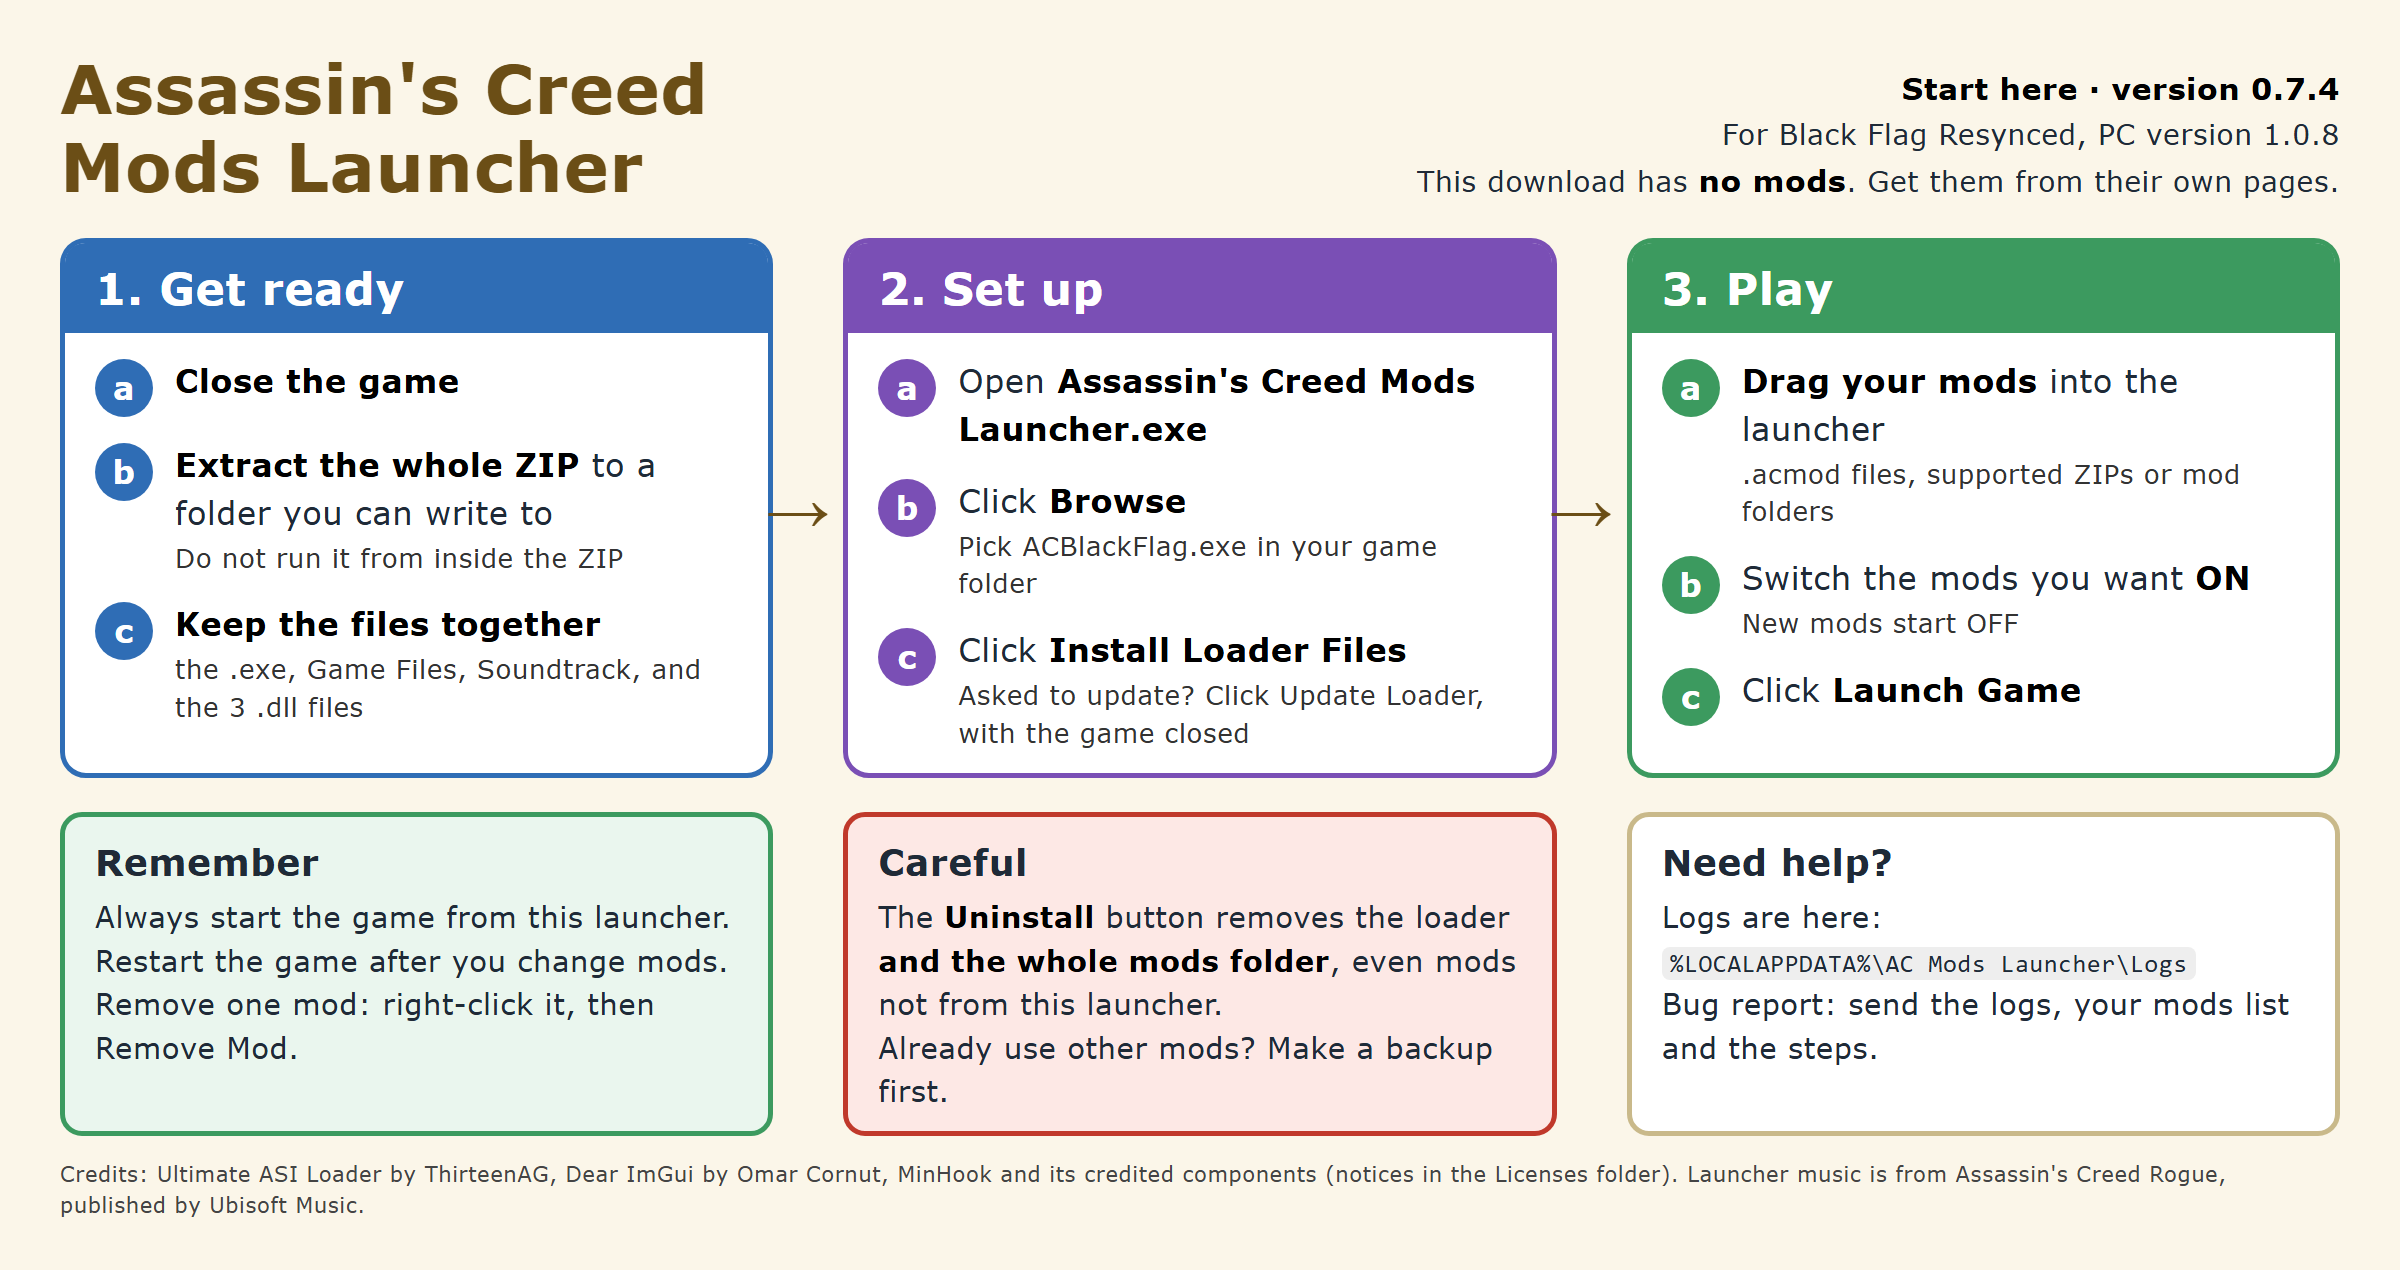 Assassin's Creed
Mods Launcher
Start here · version 0.7.4
For Black Flag Resynced, PC version 1.0.8
This download has no mods. Get them from their own pages.
1. Get ready
a Close the game
b Extract the whole ZIP to a
folder you can write to
Do not run it from inside the ZIP
c Keep the files together
the .exe, Game Files, Soundtrack, and
the 3 .dll files
→
2. Set up
a Open Assassin's Creed Mods
Launcher.exe
b Click Browse
Pick ACBlackFlag.exe in your game
folder
c Click Install Loader Files
Asked to update? Click Update Loader,
with the game closed
→
3. Play
a Drag your mods into the
launcher
.acmod files, supported ZIPs or mod
folders
b Switch the mods you want ON
New mods start OFF
c Click Launch Game
Remember
Always start the game from this launcher.
Restart the game after you change mods.
Remove one mod: right-click it, then
Remove Mod.
Careful
The Uninstall button removes the loader
and the whole mods folder, even mods
not from this launcher.
Already use other mods? Make a backup
first.
Need help?
Logs are here:
%LOCALAPPDATA%\AC Mods Launcher\Logs
Bug report: send the logs, your mods list
and the steps.
Credits: Ultimate ASI Loader by ThirteenAG, Dear ImGui by Omar Cornut, MinHook and its credited components (notices in the Licenses folder). Launcher music is from Assassin's Creed Rogue,
published by Ubisoft Music.